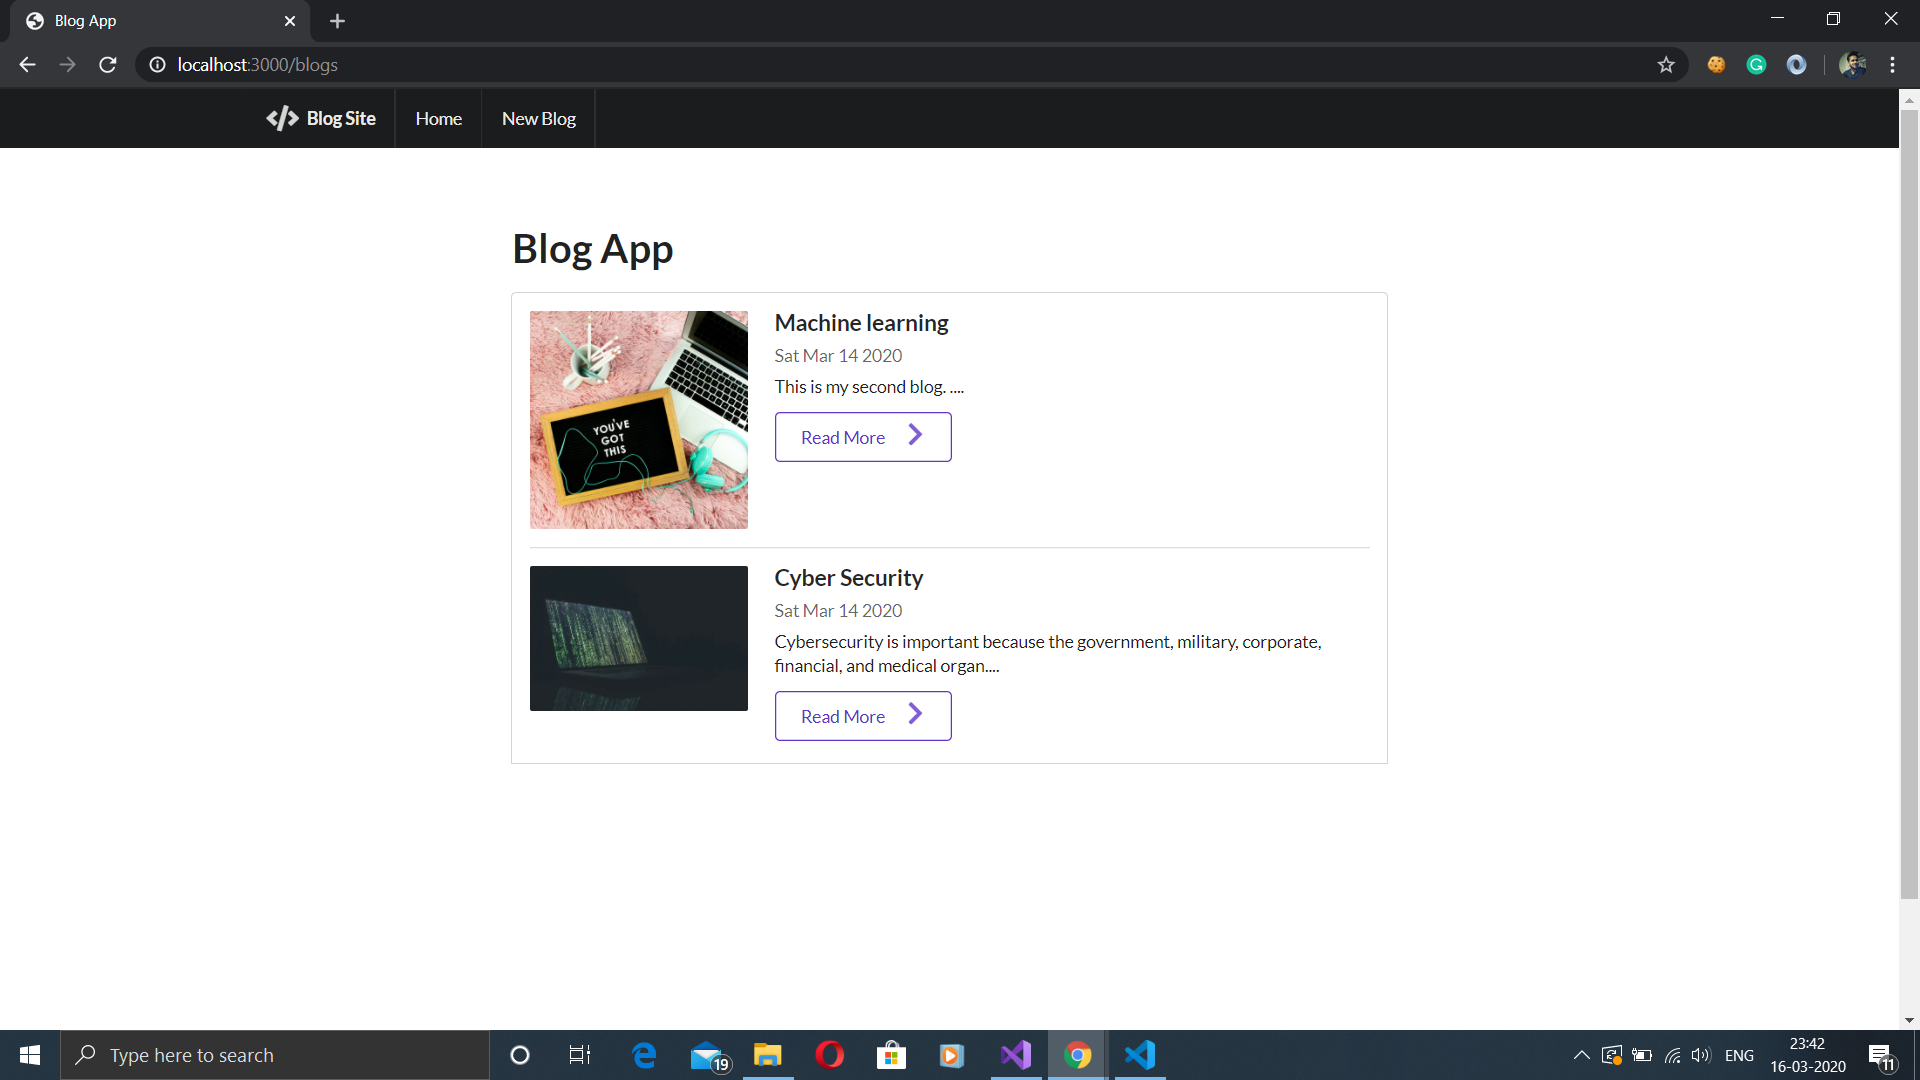 Blog App
localhost:3000/blogs
Blog Site
Home
New Blog
Blog App
YOU'VE
GOT
THIS
Machine learning
Sat Mar 14 2020
This is my second blog. ....
Read More
Cyber Security
Sat Mar 14 2020
Cybersecurity is important because the government, military, corporate,
financial, and medical organ....
Read More
Type here to search
19
ENG
23:42
16-03-2020
11